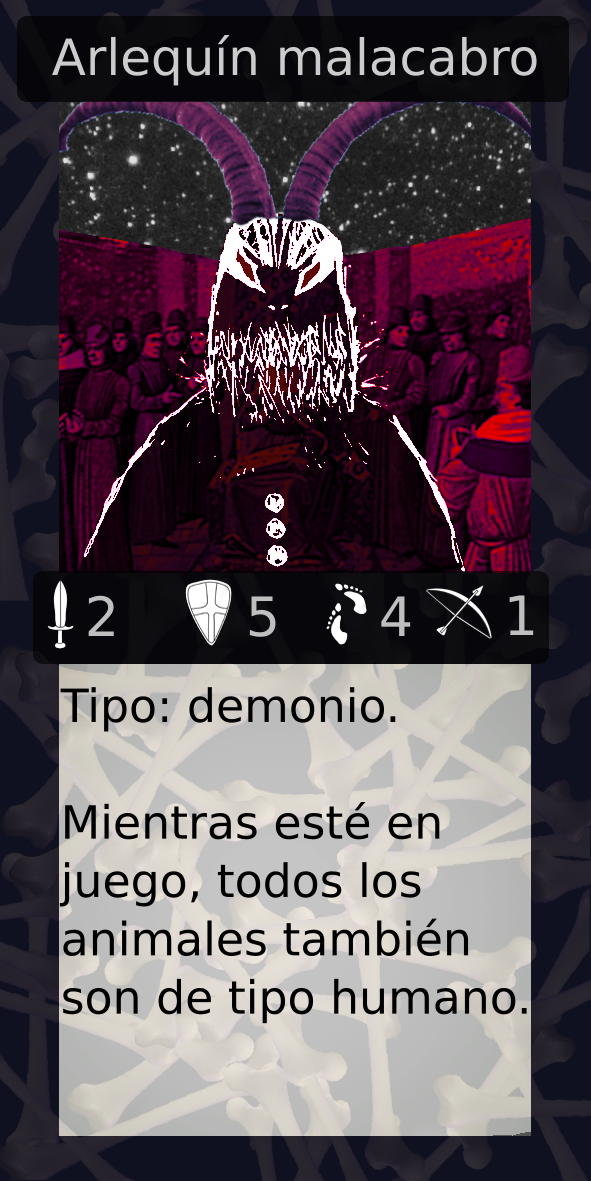 Arlequín malacabro
2 5 4 1
Tipo: demonio.
Mientras esté en
juego, todos los
animales también
son de tipo humano.